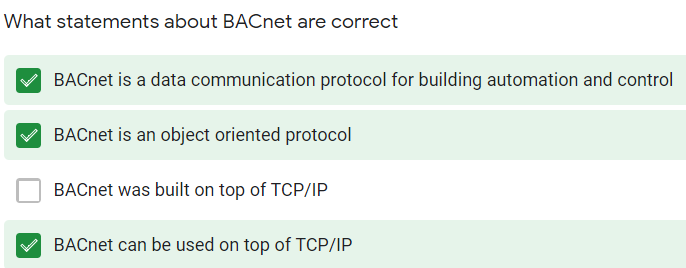 What statements about BACnet are correct
BACnet is a data communication protocol for building automation and control
BACnet is an object oriented protocol
BACnet was built on top of TCP/IP
BACnet can be used on top of TCP/IP